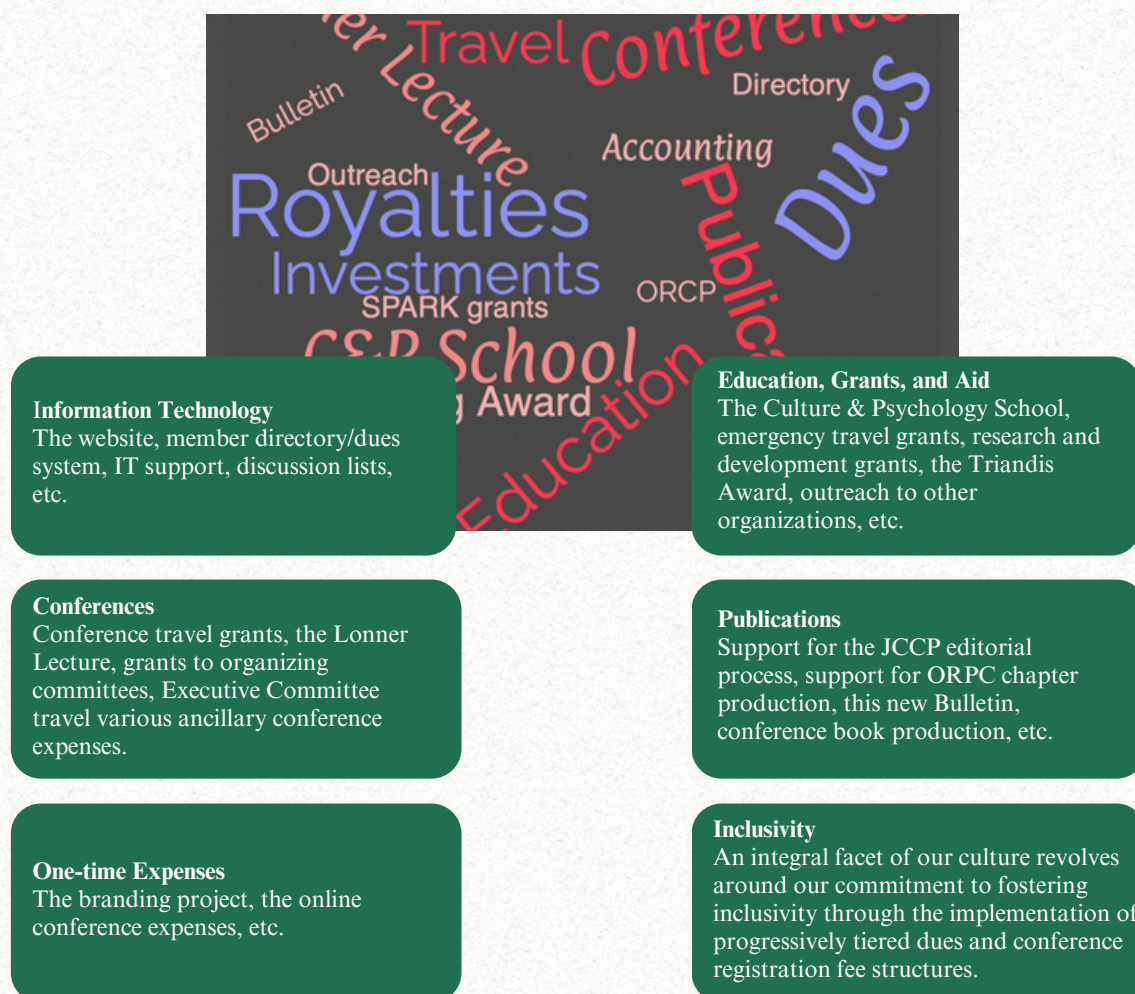 Travel
Conferenc
er Lecture
Directory
Bulletin
Dues
Accounting
Outreach
Royalties
Public
Investments
ORCP
SPARK grants
C&P School
g Award
Education
Information Technology
The website, member directory/dues
system, IT support, discussion lists,
etc.
Education, Grants, and Aid
The Culture & Psychology School,
emergency travel grants, research and
development grants, the Triandis
Award, outreach to other
organizations, etc.
Conferences
Conference travel grants, the Lonner
Lecture, grants to organizing
committees, Executive Committee
travel various ancillary conference
expenses.
Publications
Support for the JCCP editorial
process, support for ORPC chapter
production, this new Bulletin,
conference book production, etc.
One-time Expenses
The branding project, the online
conference expenses, etc.
Inclusivity
An integral facet of our culture revolves
around our commitment to fostering
inclusivity through the implementation of
progressively tiered dues and conference
registration fee structures.